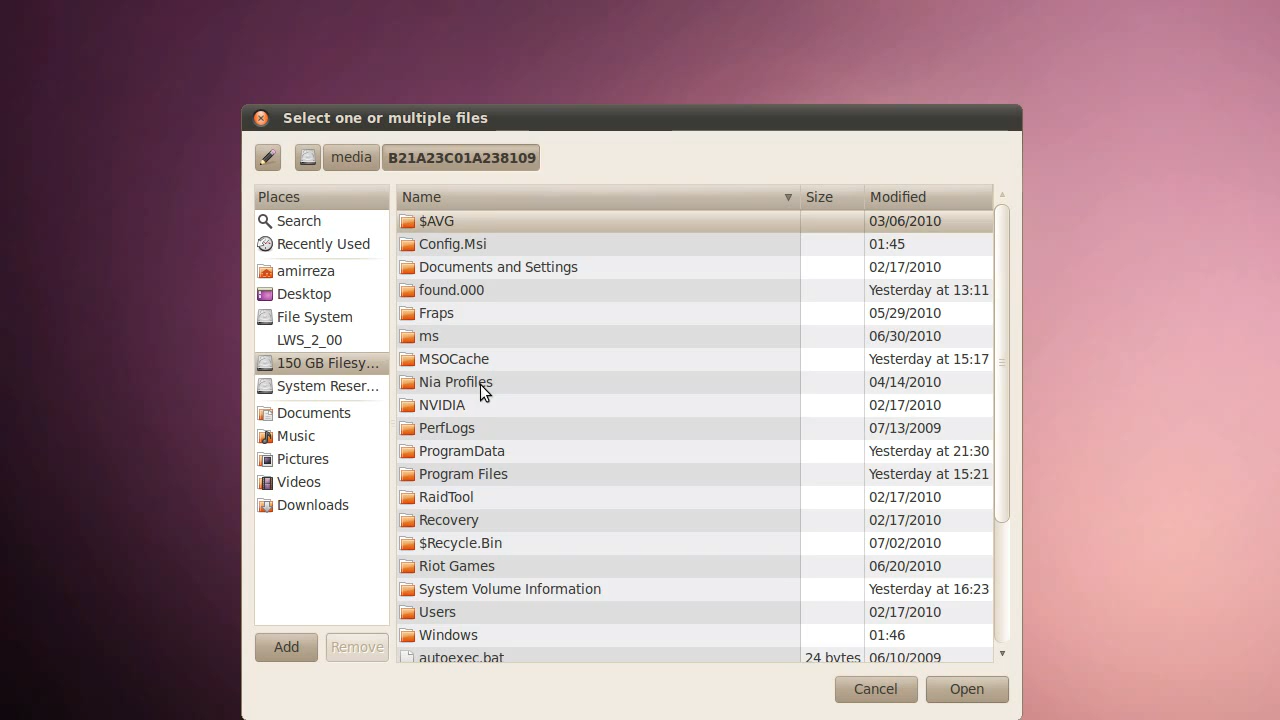 Select one or multiple files
media B21A23C01A238109
Places
Search
Recently Used
amirreza
Desktop
File System
LWS_2_00
150 GB Filesy...
System Reser...
Documents
Music
Pictures
Videos
Downloads
Add Remove
Name Size Modified
$AVG 03/06/2010
Config.Msi 01:45
Documents and Settings 02/17/2010
found.000 Yesterday at 13:11
Fraps 05/29/2010
ms 06/30/2010
MSOCache Yesterday at 15:17
Nia Profiles 04/14/2010
NVIDIA 02/17/2010
PerfLogs 07/13/2009
ProgramData Yesterday at 21:30
Program Files Yesterday at 15:21
RaidTool 02/17/2010
Recovery 02/17/2010
$Recycle.Bin 07/02/2010
Riot Games 06/20/2010
System Volume Information Yesterday at 16:23
Users 02/17/2010
Windows 01:46
autoexec.bat 24 bytes 06/10/2009
Cancel Open